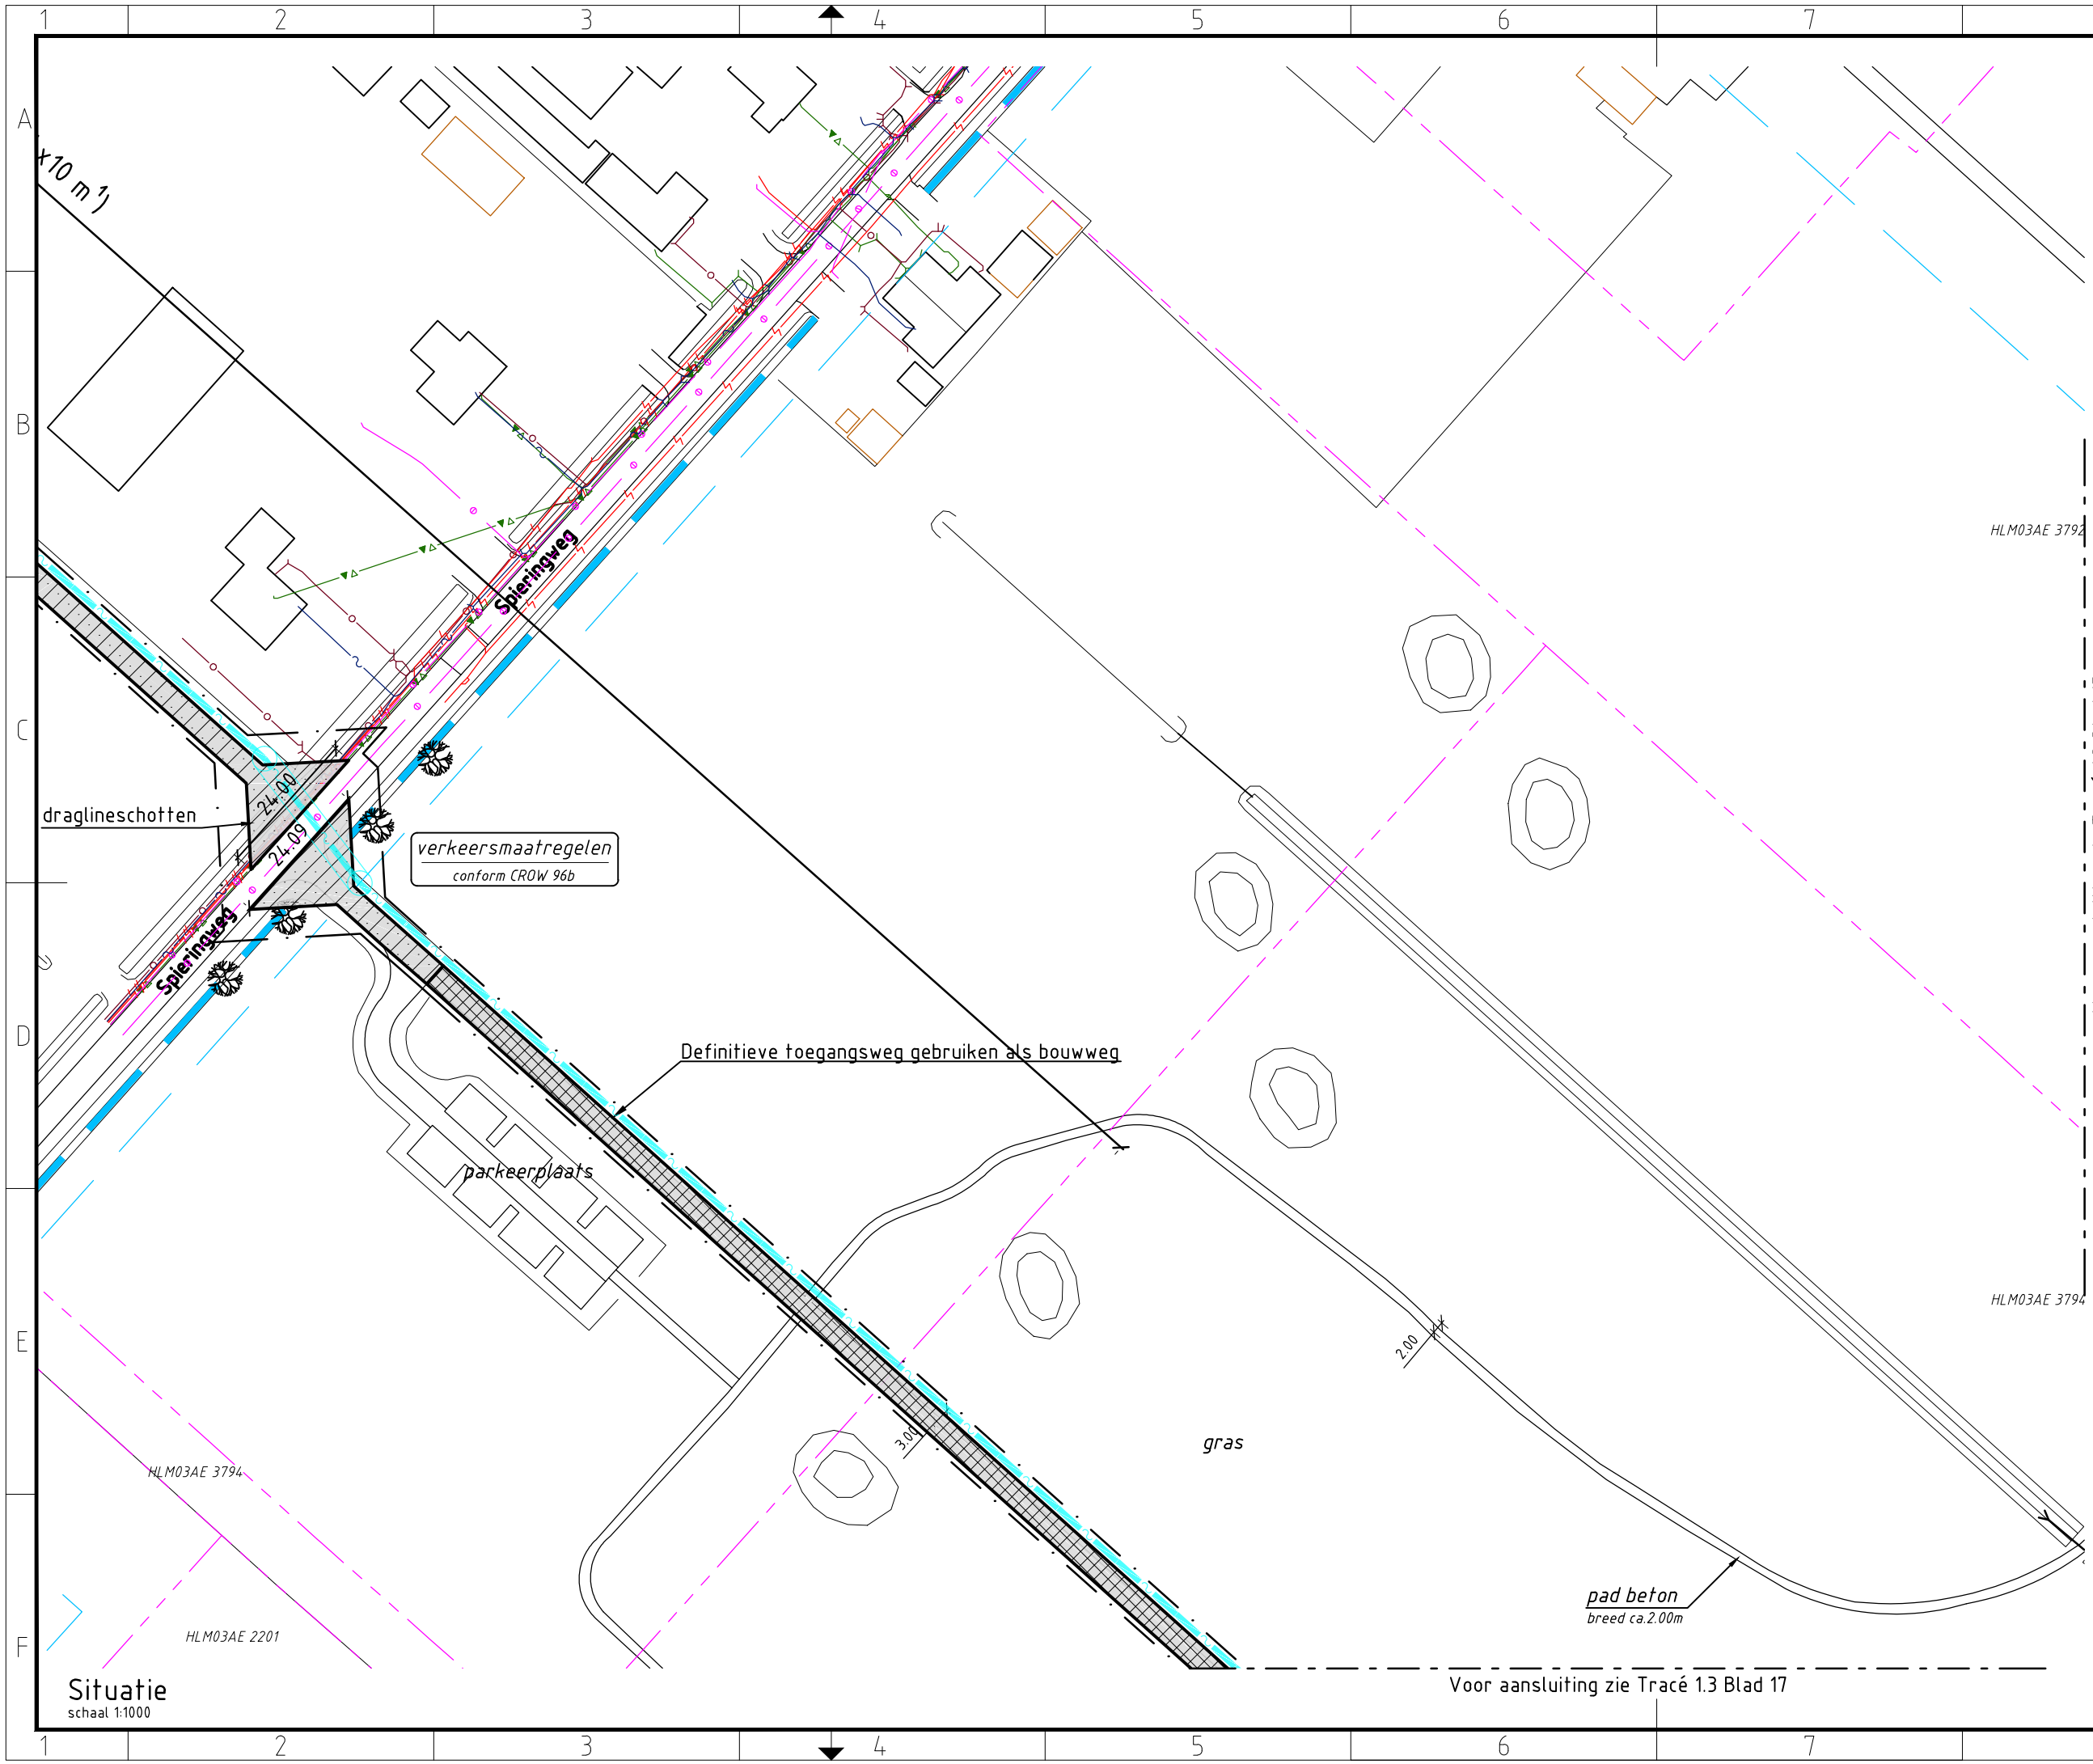 1 2 3 4 5 6 7
A
x10 m¹)
B
HLM03AE 3792
Spieringweg
C
24.00
draglineschotten
24.09
verkeersmaatregelen
conform CROW 96b
Spieringweg
D
Definitieve toegangsweg gebruiken als bouwweg
parkeerplaats
HLM03AE 3794
E
2.00
3.00
gras
HLM03AE 3794
pad beton
breed ca.2.00m
HLM03AE 2201
F
Situatie
schaal 1:1000
Voor aansluiting zie Tracé 1.3 Blad 17
1 2 3 4 5 6 7